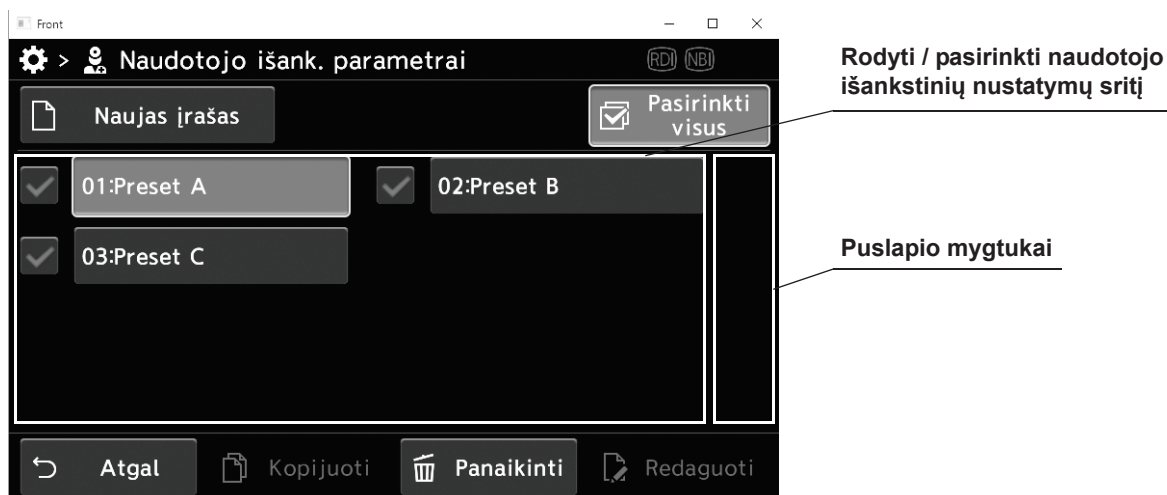 Front
> Naudotojo išank. parametrai RDI NBI
Naujas įrašas
Pasirinkti
visus
01:Preset A
02:Preset B
03:Preset C
Atgal
Kopijuoti
Panaikinti
Redaguoti
Rodyti / pasirinkti naudotojo
išankstinių nustatymų sritį
Puslapio mygtukai